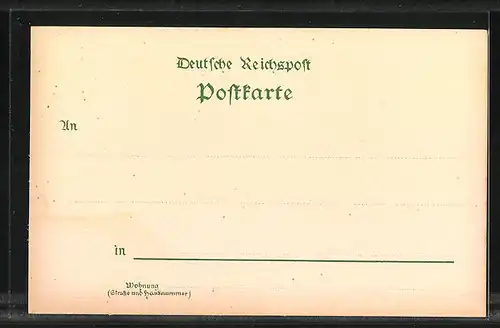 Deutsche Reichspost
Postkarte
An
in
Wohnung
(Straße und Hausnummer)